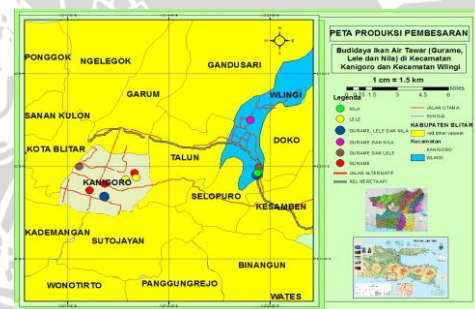 PETA PRODUKSI PEMBESARAN
Budidaya Ikan Air Tawar (Gurame,
Lele dan Nila) di Kecamatan
Kanigoro dan Kecamatan Wlingi
1 cm = 1.5 km
Miles
Legenda
NILA
LELE
GURAME, LELE DAN NILA
GURAME DAN NILA
GURAME DAN LELE
GURAME
JALAN ALTERNATIF
REL KERETA API
JALAN UTAMA
SUNGAI
KABUPATEN BLITAR
Kecamatan
KANIGORO
WLINGI
PONGGOK
NGELEGOK
GANDUSARI
GARUM
WLINGI
SANAN KULON
KOTA BLITAR
TALUN
DOKO
KANIGORO
SELOPURO
KESAMBEN
KADEMANGAN
SUTOJAYAN
BINANGUN
WONOTIRTO
PANGGUNGREJO
WATES